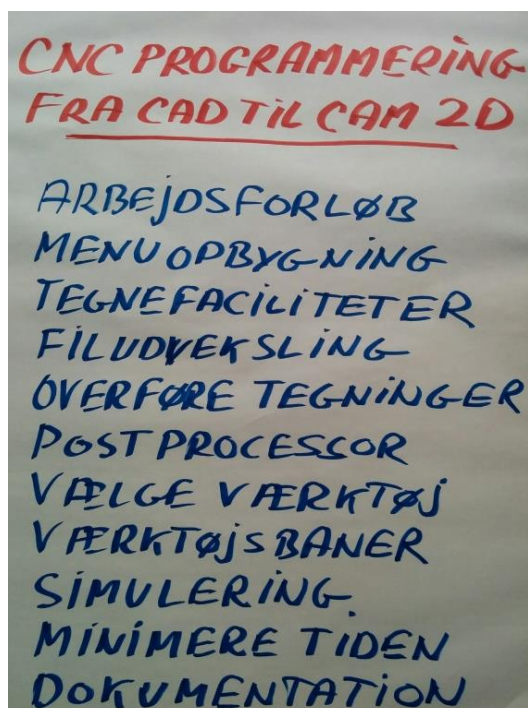 CNC PROGRAMMERING
FRA CAD TIL CAM 2D
ARBEJDSFORLØB
MENUOPBYGNING
TEGNEFACILITETER
FILUDVEKSLING
OVERFØRE TEGNINGER
POSTPROCESSOR
VÆLGE VÆRKTØJ
VÆRKTØJSBANER
SIMULERING
MINIMERE TIDEN
DOKUMENTATION